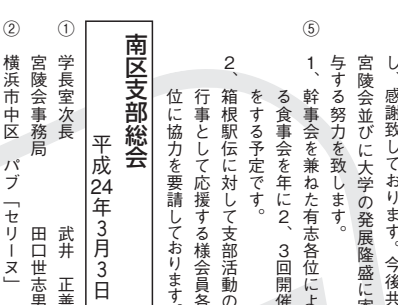 し、感謝致しております。今後共
宮陵会並びに大学の発展隆盛に
与する努力を致します。
⑤
1、幹事会を兼ねた有志各位に
る食事会を年に2、3回開催
をする予定です。
2、箱根駅伝に対して支部活動の
行事として応援する様会員各
位に協力を要請しております。
南区支部総会
平成24年3月3日
① 学長室次長 武井 正善
宮陵会事務局 田口世志
② 横浜市中区 パブ「セリーヌ」